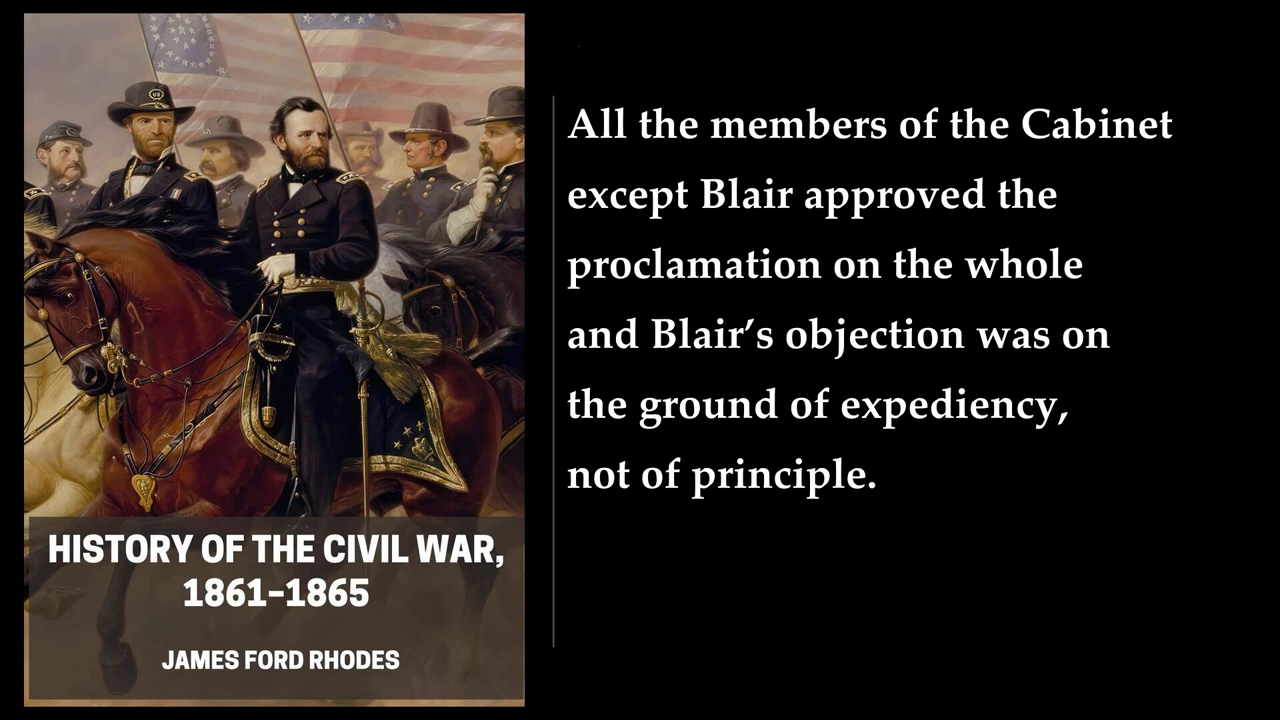 HISTORY OF THE CIVIL WAR,
1861–1865
JAMES FORD RHODES
All the members of the Cabinet
except Blair approved the
proclamation on the whole
and Blair’s objection was on
the ground of expediency,
not of principle.